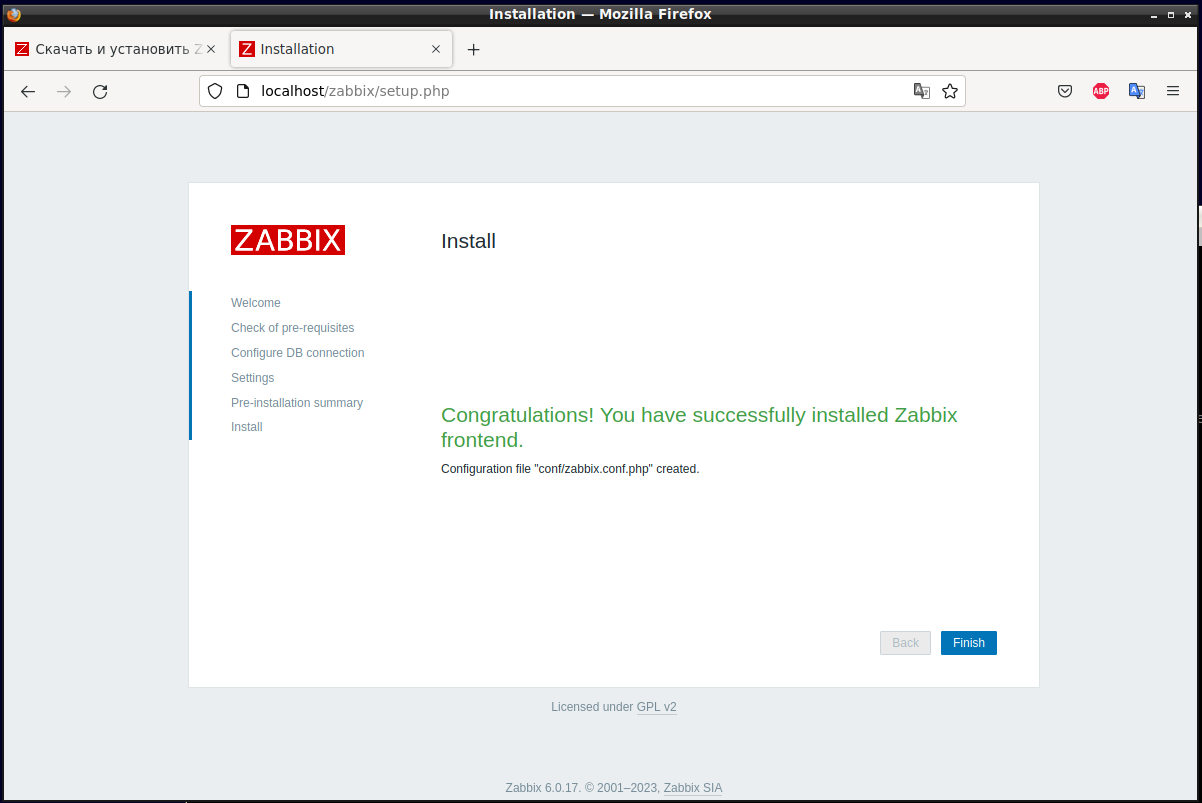 Installation — Mozilla Firefox
Скачать и установить Z
Installation
localhost/zabbix/setup.php
ABP
ZABBIX
Install
Welcome
Check of pre-requisites
Configure DB connection
Settings
Pre-installation summary
Install
Congratulations! You have successfully installed Zabbix
frontend.
Configuration file "conf/zabbix.conf.php" created.
Back Finish
Licensed under GPL v2
Zabbix 6.0.17. © 2001–2023, Zabbix SIA